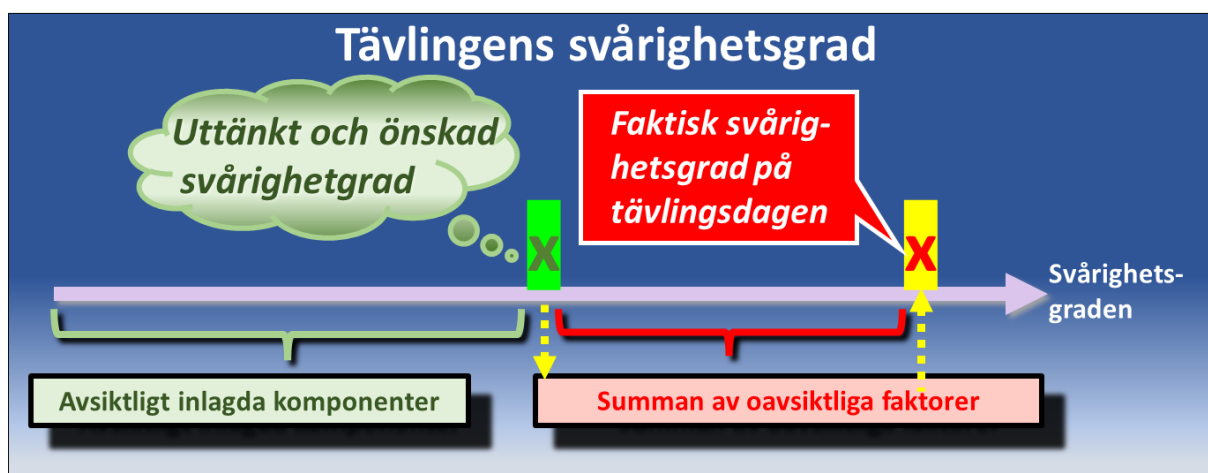 Tävlingens svårighetsgrad
Uttänkt och önskad
svårighetgrad
Faktisk svårig-
hetsgrad på
tävlingsdagen
X
X
Svårighets-
graden
Avsiktligt inlagda komponenter
Summan av oavsiktliga faktorer